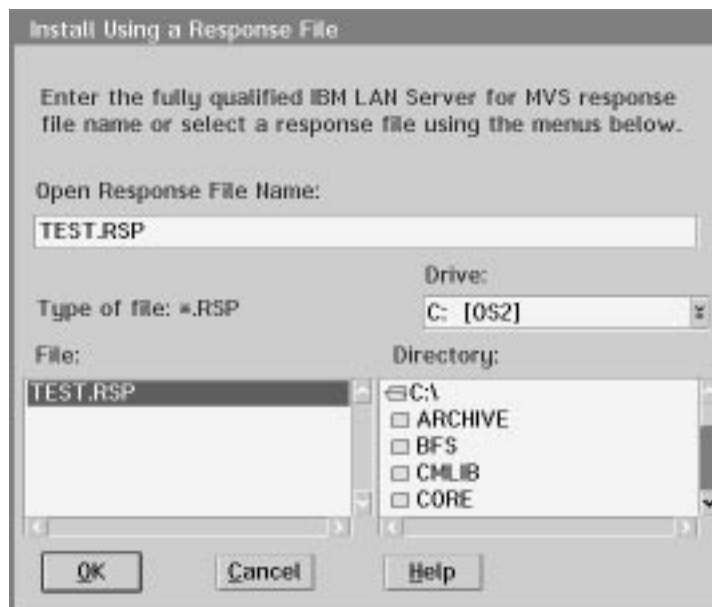 Install Using a Response File
Enter the fully qualified IBM LAN Server for MVS response
file name or select a response file using the menus below.
Open Response File Name:
TEST.RSP
Drive:
Type of file: *.RSP
C: [OS2]
File:
Directory:
TEST.RSP
C:\
ARCHIVE
BFS
CMLIB
CORE
OK
Cancel
Help